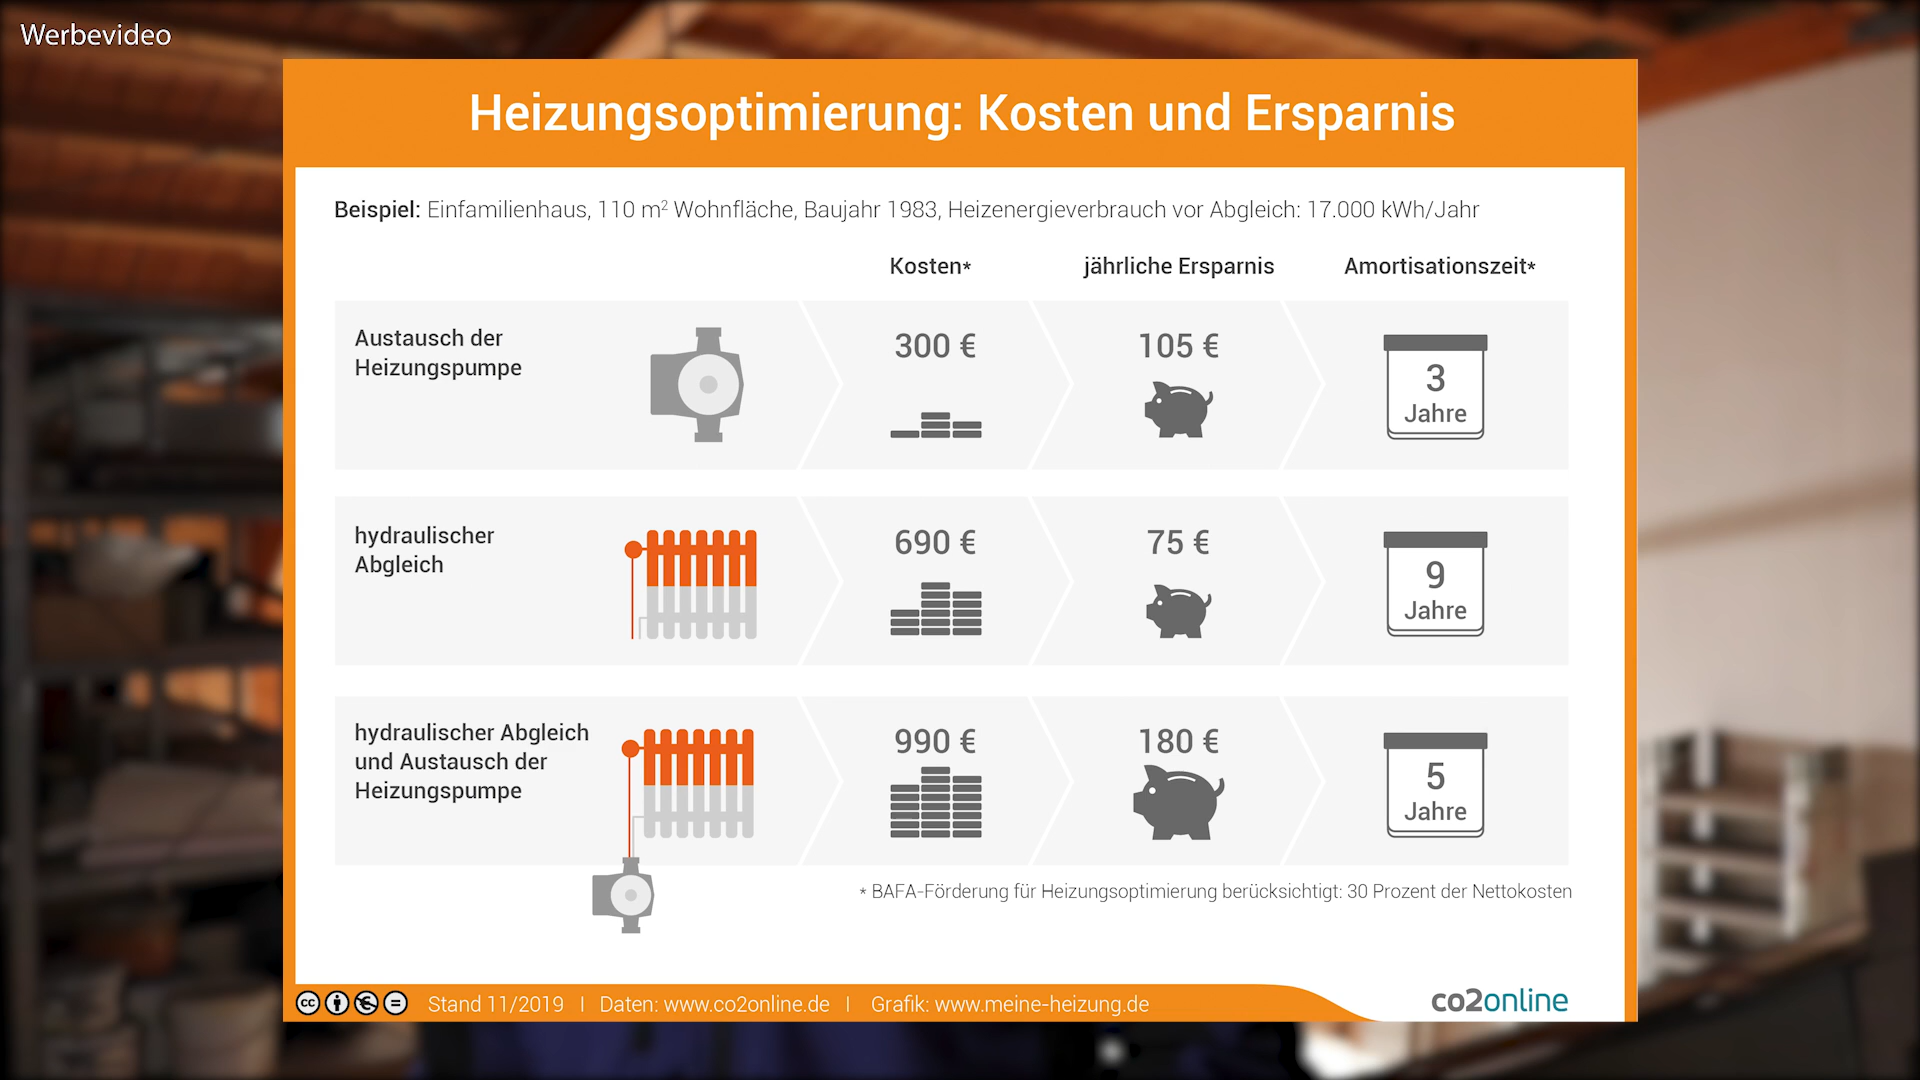 Werbevideo
Heizungsoptimierung: Kosten und Ersparnis
Beispiel: Einfamilienhaus, 110 m² Wohnfläche, Baujahr 1983, Heizenergieverbrauch vor Abgleich: 17.000 kWh/Jahr
Kosten* jährliche Ersparnis Amortisationszeit*
Austausch der
Heizungspumpe
300 € 105 €
3
Jahre
hydraulischer
Abgleich
690 € 75 €
9
Jahre
hydraulischer Abgleich
und Austausch der
Heizungspumpe
990 € 180 €
5
Jahre
* BAFA-Förderung für Heizungsoptimierung berücksichtigt: 30 Prozent der Nettokosten
cc Stand 11/2019 | Daten: www.co2online.de | Grafik: www.meine-heizung.de
co2online